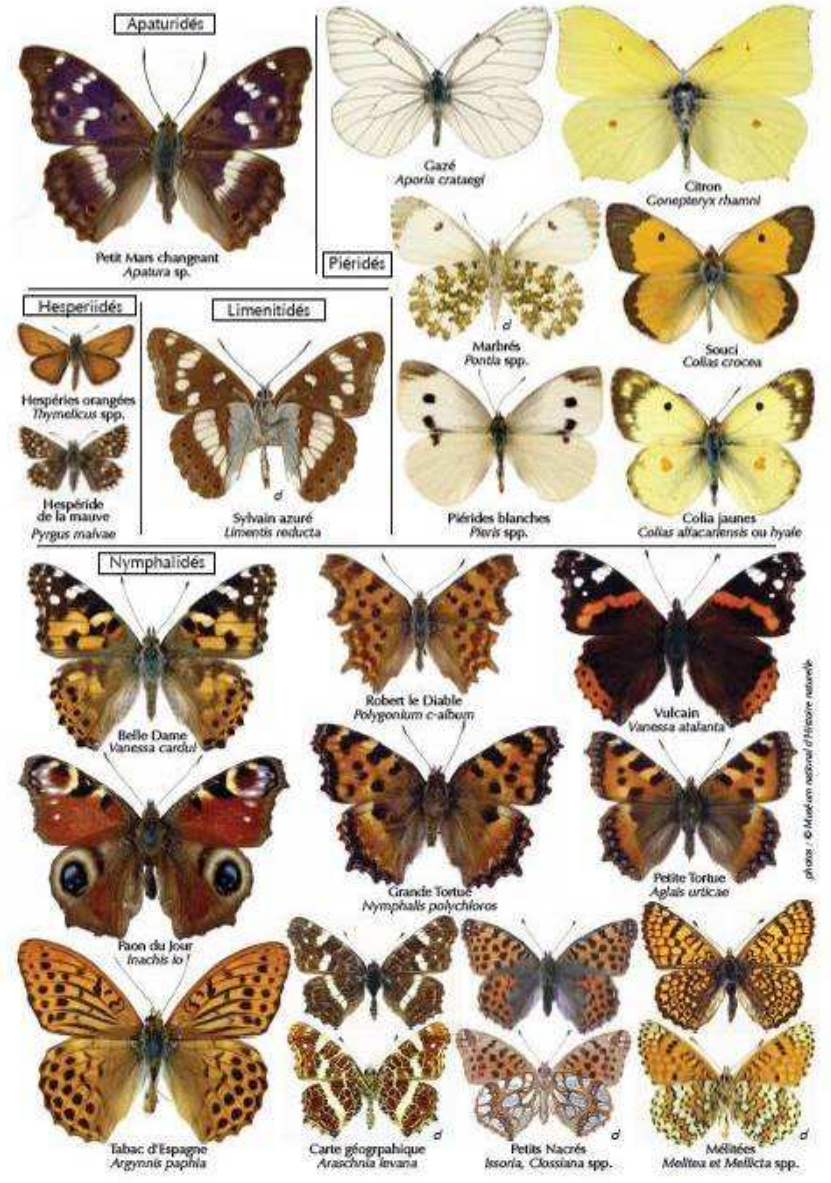 Apaturidés
Petit Mars changeant
Apatura sp.
Gazé
Aporia crataegi
Citron
Gonepteryx rhamni
Piéridés
Marbrés
Pontia spp.
Souci
Colias crocea
Piérides blanches
Pieris spp.
Colia jaunes
Colias alfacariensis ou hyale
Hesperiidés
Hespéries orangées
Thymelicus spp.
Hespéride
de la mauve
Pyrgus malvae
Limenitidés
♂
Sylvain azuré
Limentis reducta
Nymphalidés
Belle Dame
Vanessa cardui
Robert le Diable
Polygonium c-album
Vulcain
Vanessa atalanta
Paon du Jour
Inachis io !
Grande Tortue
Nymphalis polychloros
Petite Tortue
Aglais urticae
Tabac d'Espagne
Argynnis paphia
Carte géogrpahique
Araschnia levana
Petits Nacrés
Issoria, Clossiana spp.
Mélitées
Melitea et Mellicta spp.
photos : © Muséum national d'Histoire naturelle